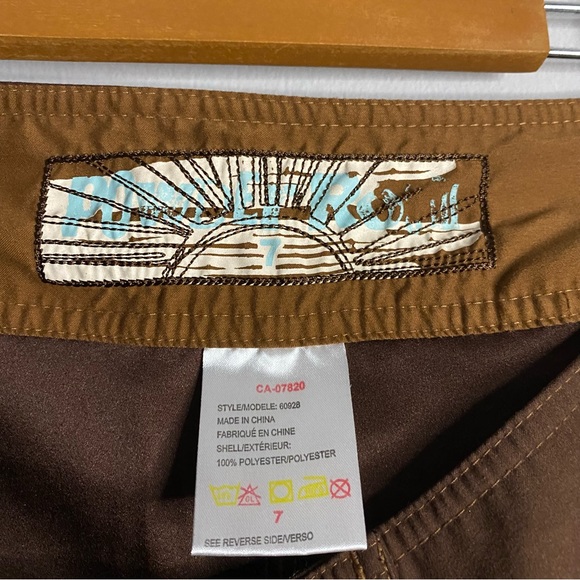 7
CA-07820
STYLE/MODELE: 60928
MADE IN CHINA
FABRIQUÉ EN CHINE
SHELL/EXTÉRIEUR:
100% POLYESTER/POLYESTER
CL
7
SEE REVERSE SIDE/VERSO